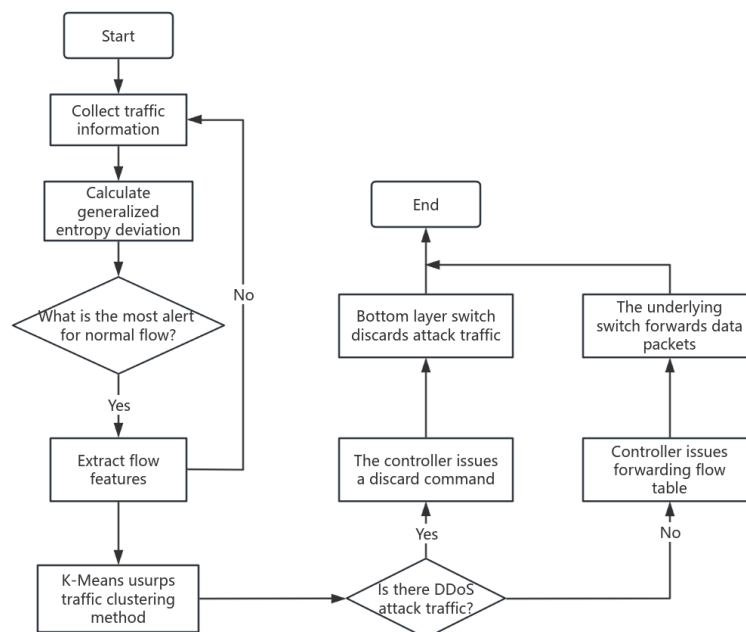 Start
Collect traffic
information
Calculate
generalized
entropy deviation
What is the most alert
for normal flow?
No
Yes
Extract flow
features
K-Means usurps
traffic clustering
method
Is there DDoS
attack traffic?
Yes
The controller issues
a discard command
Bottom layer switch
discards attack traffic
End
No
Controller issues
forwarding flow
table
The underlying
switch forwards data
packets